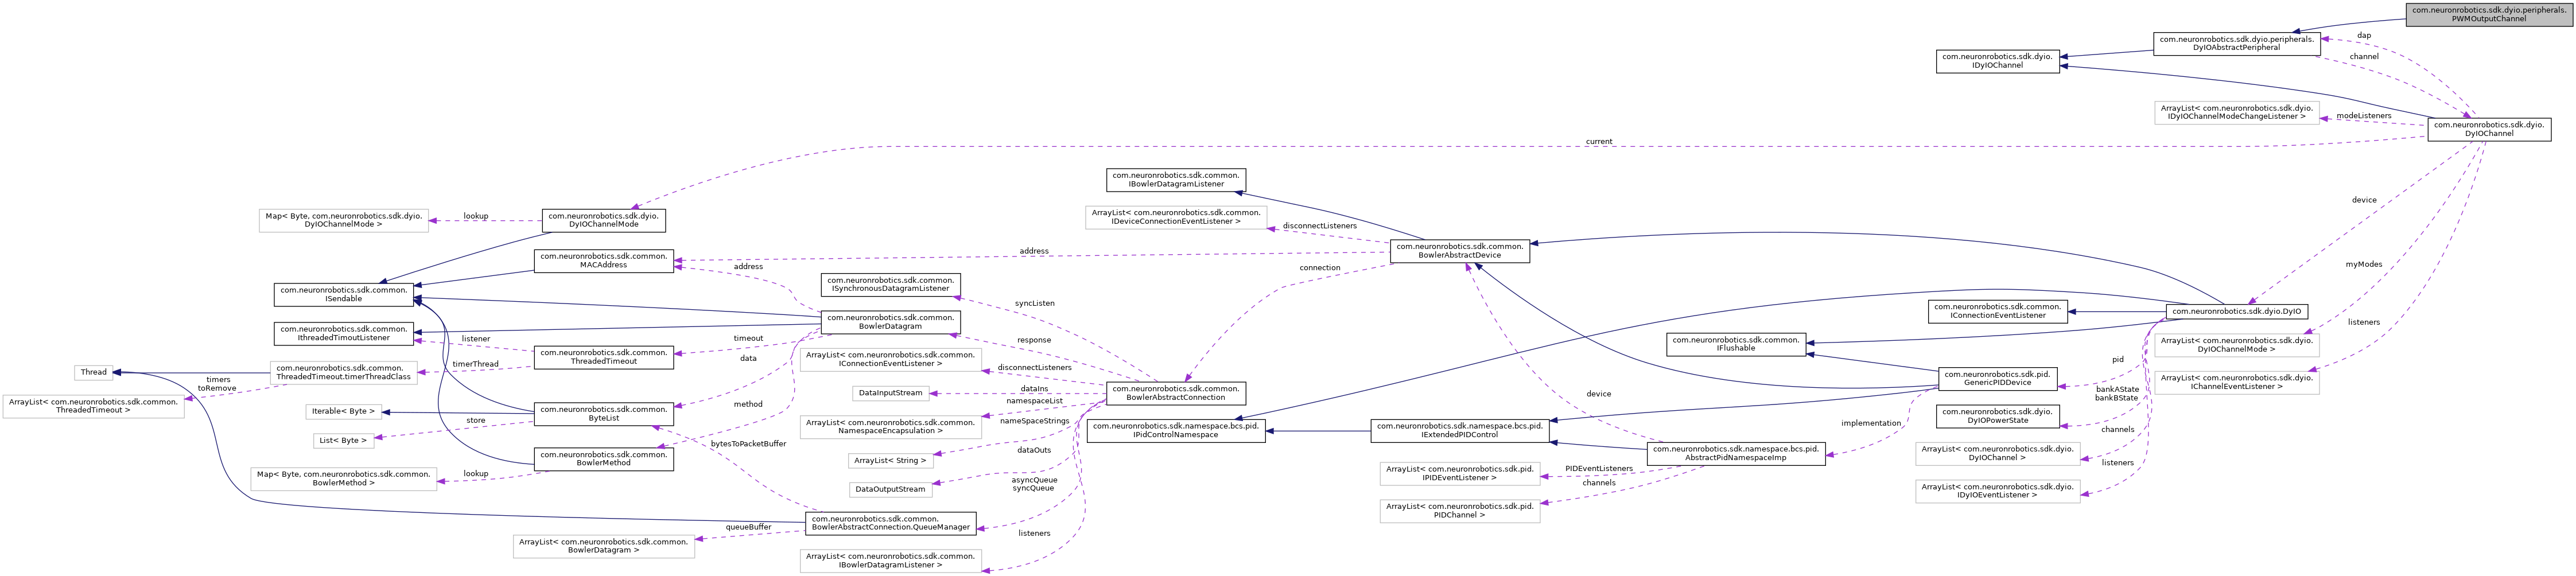 com.neuronrobotics.sdk.dyio.peripherals.
PWMOutputChannel
com.neuronrobotics.sdk.dyio.peripherals.
DyIOAbstractPeripheral
dap
channel
com.neuronrobotics.sdk.dyio.
IDyIOChannel
ArrayList< com.neuronrobotics.sdk.dyio.
IDyIOChannelModeChangeListener >
modeListeners
com.neuronrobotics.sdk.dyio.
DyIOChannel
current
com.neuronrobotics.sdk.common.
IBowlerDatagramListener
device
Map< Byte, com.neuronrobotics.sdk.dyio.
DyIOChannelMode >
lookup
com.neuronrobotics.sdk.dyio.
DyIOChannelMode
ArrayList< com.neuronrobotics.sdk.common.
IDeviceConnectionEventListener >
disconnectListeners
com.neuronrobotics.sdk.common.
BowlerAbstractDevice
address
com.neuronrobotics.sdk.common.
MACAddress
address
connection
myModes
com.neuronrobotics.sdk.common.
ISendable
com.neuronrobotics.sdk.common.
ISynchronousDatagramListener
syncListen
com.neuronrobotics.sdk.common.
IConnectionEventListener
com.neuronrobotics.sdk.dyio.DyIO
com.neuronrobotics.sdk.common.
IthreadedTimoutListener
listener
com.neuronrobotics.sdk.common.
BowlerDatagram
timeout
response
listeners
com.neuronrobotics.sdk.common.
IFlushable
ArrayList< com.neuronrobotics.sdk.dyio.
DyIOChannelMode >
com.neuronrobotics.sdk.common.
ThreadedTimeout
timerThread
data
ArrayList< com.neuronrobotics.sdk.common.
IConnectionEventListener >
disconnectListeners
pid
Thread
com.neuronrobotics.sdk.common.
ThreadedTimeout.timerThreadClass
timers
toRemove
com.neuronrobotics.sdk.pid.
GenericPIDDevice
ArrayList< com.neuronrobotics.sdk.dyio.
IChannelEventListener >
DataInputStream
dataIns
com.neuronrobotics.sdk.common.
BowlerAbstractConnection
device
bankAState
bankBState
ArrayList< com.neuronrobotics.sdk.common.
ThreadedTimeout >
Iterable< Byte >
com.neuronrobotics.sdk.common.
ByteList
method
namespaceList
com.neuronrobotics.sdk.dyio.
DyIOPowerState
store
List< Byte >
ArrayList< com.neuronrobotics.sdk.common.
NamespaceEncapsulation >
nameSpaceStrings
com.neuronrobotics.sdk.namespace.bcs.pid.
IPidControlNamespace
com.neuronrobotics.sdk.namespace.bcs.pid.
IExtendedPIDControl
implementation
channels
bytesToPacketBuffer
dataOuts
com.neuronrobotics.sdk.common.
BowlerMethod
ArrayList< String >
com.neuronrobotics.sdk.namespace.bcs.pid.
AbstractPidNamespaceImp
ArrayList< com.neuronrobotics.sdk.dyio.
DyIOChannel >
listeners
Map< Byte, com.neuronrobotics.sdk.common.
BowlerMethod >
lookup
ArrayList< com.neuronrobotics.sdk.pid.
IPIDEventListener >
PIDEventListeners
channels
asyncQueue
syncQueue
DataOutputStream
ArrayList< com.neuronrobotics.sdk.dyio.
IDyIOEventListener >
ArrayList< com.neuronrobotics.sdk.pid.
PIDChannel >
com.neuronrobotics.sdk.common.
BowlerAbstractConnection.QueueManager
queueBuffer
listeners
ArrayList< com.neuronrobotics.sdk.common.
BowlerDatagram >
ArrayList< com.neuronrobotics.sdk.common.
IBowlerDatagramListener >